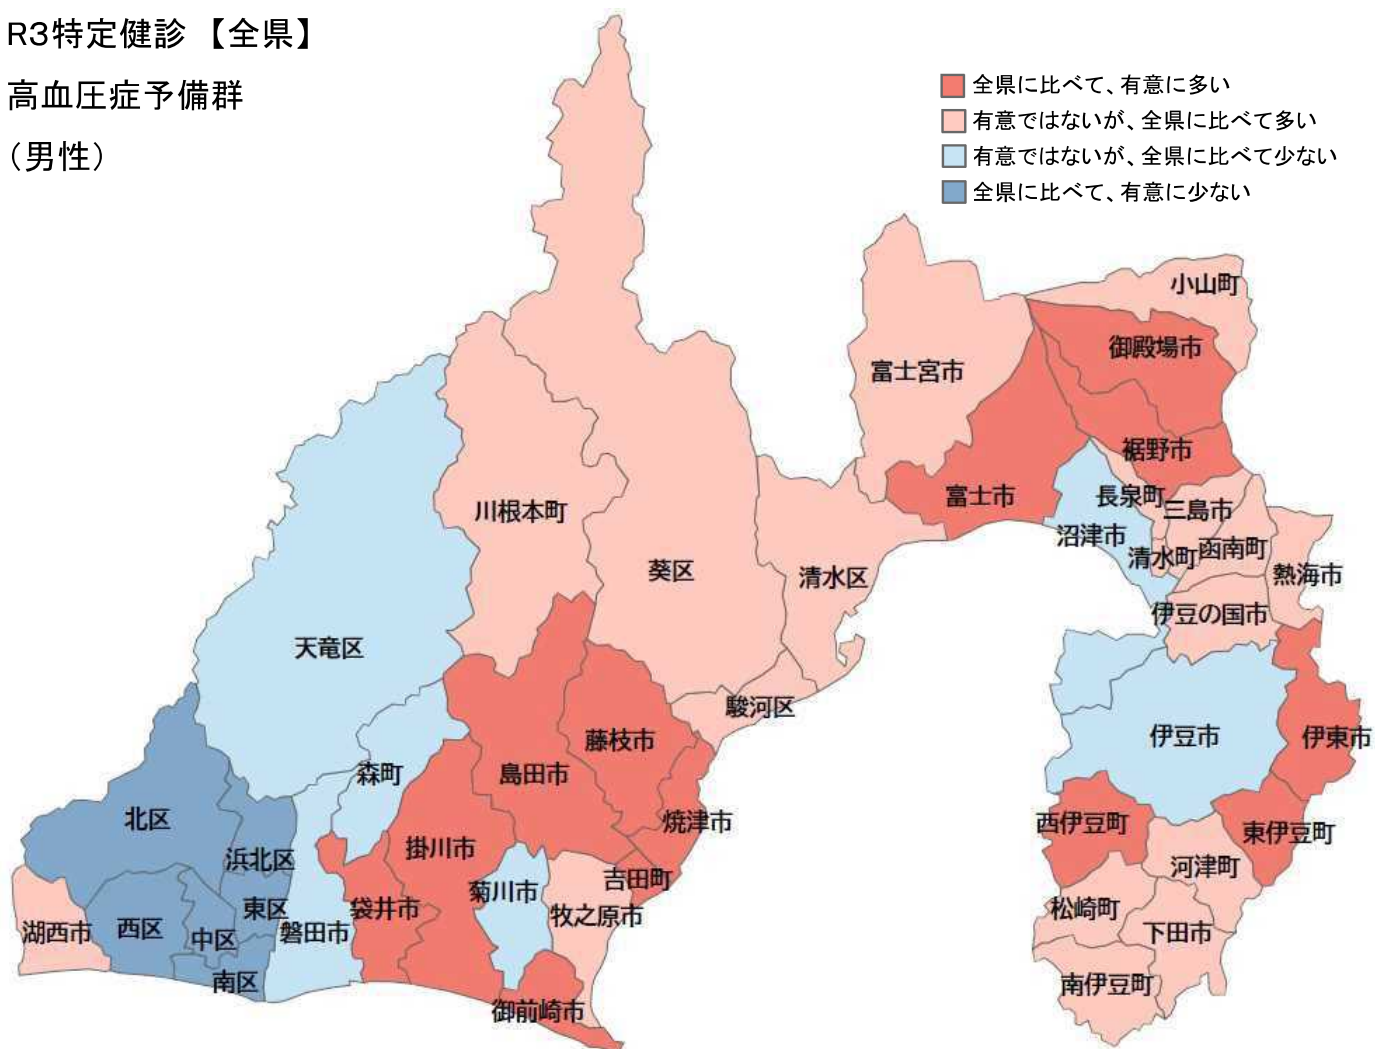 R3特定健診【全県】
高血圧症予備群
（男性）
全県に比べて、有意に多い
有意ではないが、全県に比べて多い
有意ではないが、全県に比べて少ない
全県に比べて、有意に少ない
小山町
御殿場市
富士宮市
裾野市
富士市
長泉町
三島市
川根本町
沼津市
函南町
清水町
葵区
清水区
熱海市
伊豆の国市
天竜区
駿河区
伊豆市
伊東市
藤枝市
島田市
森町
焼津市
西伊豆町
東伊豆町
北区
掛川市
浜北区
河津町
吉田町
菊川市
東区
袋井市
牧之原市
松崎町
湖西市
西区
中区
磐田市
下田市
南区
南伊豆町
御前崎市